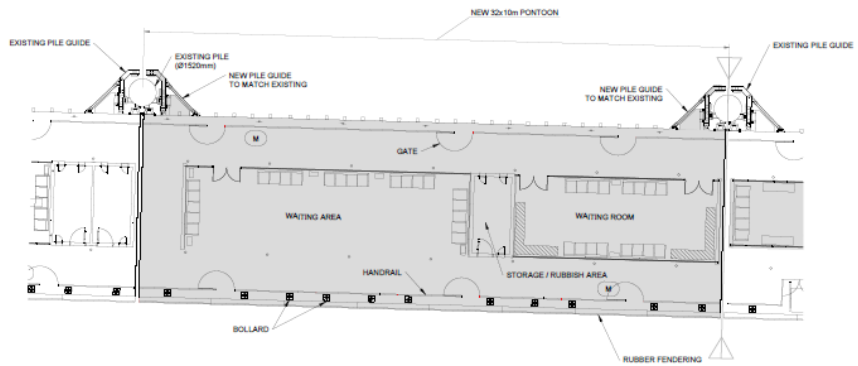 NEW 32x10m PONTOON
EXISTING PILE GUIDE
EXISTING PILE
(Ø1520mm)
NEW PILE GUIDE
TO MATCH EXISTING
EXISTING PILE GUIDE
NEW PILE GUIDE
TO MATCH EXISTING
M
GATE
WAITING AREA
WAITING ROOM
HANDRAIL
STORAGE / RUBBISH AREA
M
BOLLARD
RUBBER FENDERING